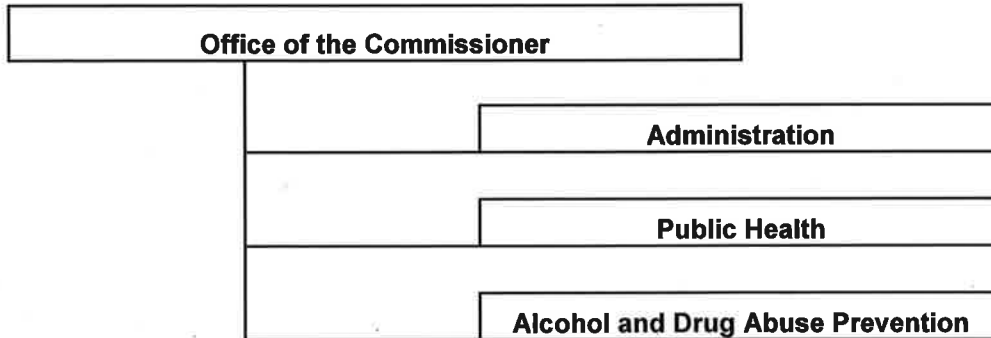 Office of the Commissioner
Administration
Public Health
Alcohol and Drug Abuse Prevention